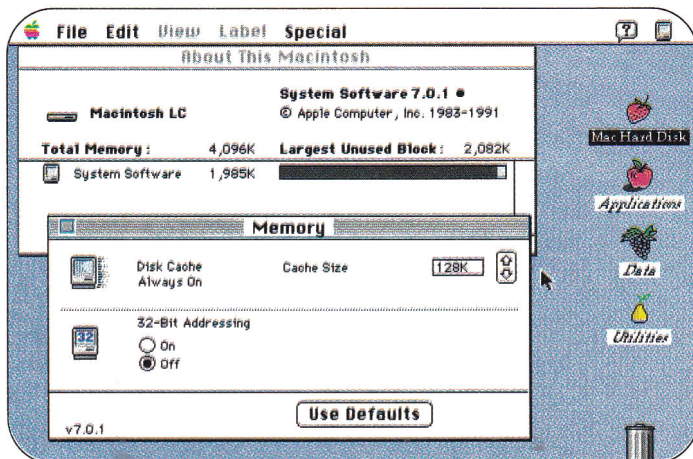 File Edit View Label Special
About This Macintosh
System Software 7.0.1 •
Macintosh LC
© Apple Computer, Inc. 1983-1991
Total Memory : 4,096K Largest Unused Block : 2,082K
System Software 1,985K
Memory
Disk Cache
Always On
Cache Size 128K
32-Bit Addressing
32
On
Off
Use Defaults
v7.0.1
Mac Hard Disk
Applications
Data
Utilities